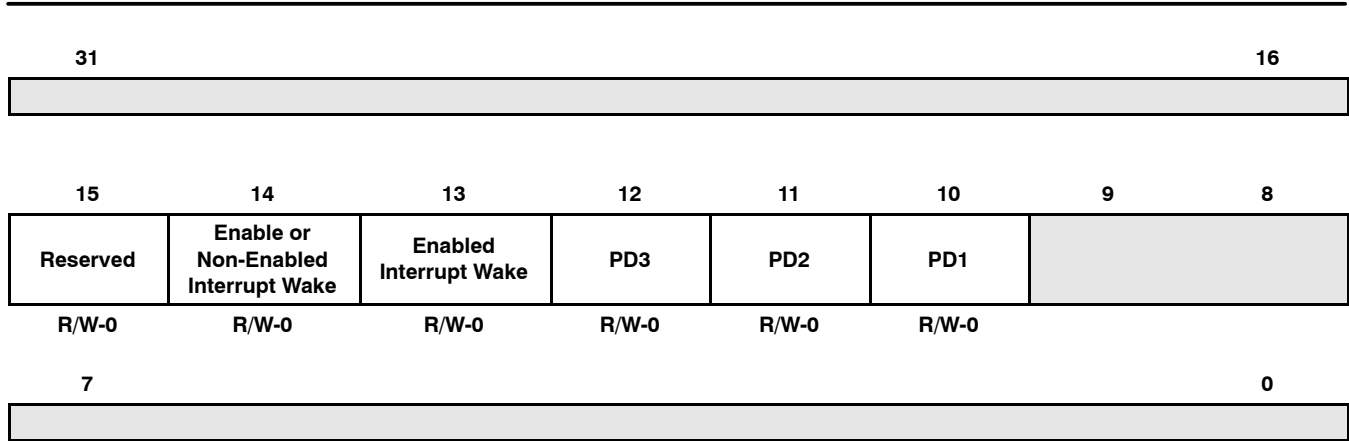 31 16
15 14 13 12 11 10 9 8
Reserved
Enable or
Non-Enabled
Interrupt Wake
Enabled
Interrupt Wake
PD3
PD2
PD1
R/W-0 R/W-0 R/W-0 R/W-0 R/W-0 R/W-0
7 0